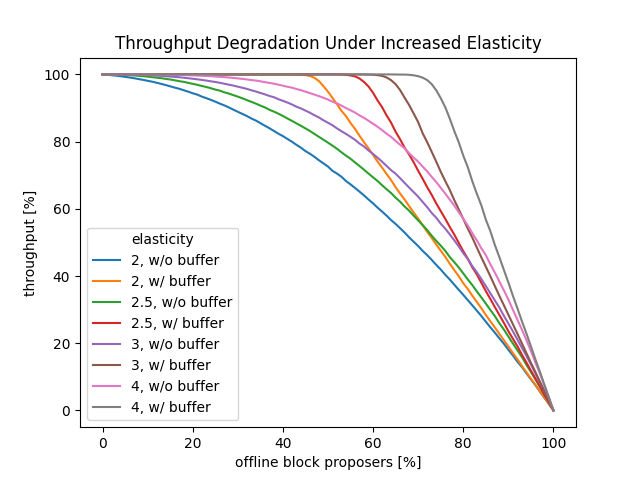 Throughput Degradation Under Increased Elasticity
throughput [%]
100
80
60
40
20
0
elasticity
2, w/o buffer
2, w/ buffer
2.5, w/o buffer
2.5, w/ buffer
3, w/o buffer
3, w/ buffer
4, w/o buffer
4, w/ buffer
0 20 40 60 80 100
offline block proposers [%]